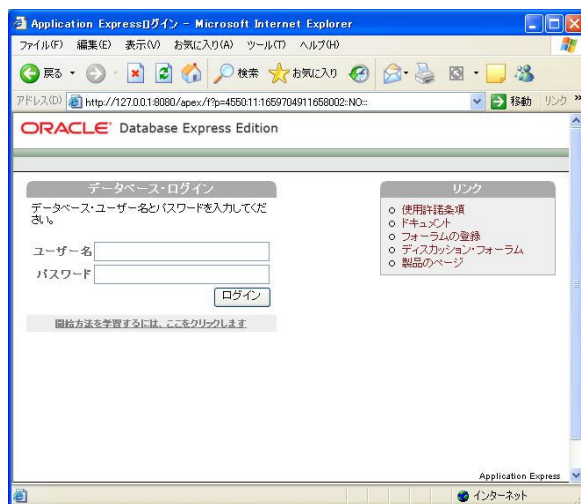 Application Expressログイン - Microsoft Internet Explorer
ファイル(F) 編集(E) 表示(V) お気に入り(A) ツール(T) ヘルプ(H)
戻る 検索 お気に入り
アドレス(D) http://127.0.0.1:8080/apex/f?p=4550:11:1659704911658002::NO:: 移動 リンク »
ORACLE Database Express Edition
データベース・ログイン
データベース・ユーザー名とパスワードを入力してくだ
さい。
ユーザー名
パスワード
ログイン
開始方法を学習するには、ここをクリックします
リンク
使用許諾条項
ドキュメント
フォーラムの登録
ディスカッション・フォーラム
製品のページ
Application Express
インターネット